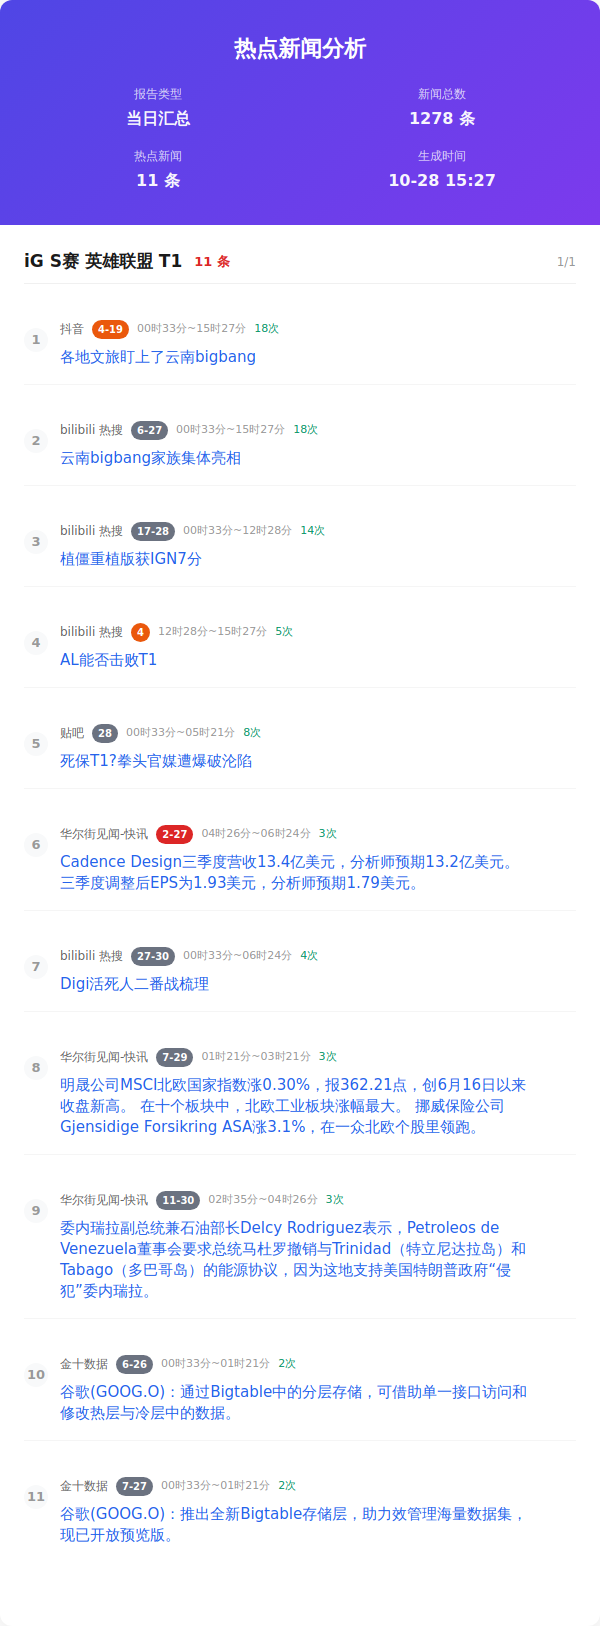 热点新闻分析
报告类型
新闻总数
当日汇总
1278 条
热点新闻
生成时间
11 条
10-28 15:27
iG S赛 英雄联盟 T1 11 条 1/1
1
抖音 4-19 00时33分~15时27分 18次
各地文旅盯上了云南bigbang
2
bilibili 热搜 6-27 00时33分~15时27分 18次
云南bigbang家族集体亮相
3
bilibili 热搜 17-28 00时33分~12时28分 14次
植僵重植版获IGN7分
4
bilibili 热搜 4 12时28分~15时27分 5次
AL能否击败T1
5
贴吧 28 00时33分~05时21分 8次
死保T1?拳头官媒遭爆破沦陷
6
华尔街见闻-快讯 2-27 04时26分~06时24分 3次
Cadence Design三季度营收13.4亿美元，分析师预期13.2亿美元。
三季度调整后EPS为1.93美元，分析师预期1.79美元。
7
bilibili 热搜 27-30 00时33分~06时24分 4次
Digi活死人二番战梳理
8
华尔街见闻-快讯 7-29 01时21分~03时21分 3次
明晟公司MSCI北欧国家指数涨0.30%，报362.21点，创6月16日以来
收盘新高。 在十个板块中，北欧工业板块涨幅最大。 挪威保险公司
Gjensidige Forsikring ASA涨3.1%，在一众北欧个股里领跑。
9
华尔街见闻-快讯 11-30 02时35分~04时26分 3次
委内瑞拉副总统兼石油部长Delcy Rodriguez表示，Petroleos de
Venezuela董事会要求总统马杜罗撤销与Trinidad（特立尼达拉岛）和
Tabago（多巴哥岛）的能源协议，因为这地支持美国特朗普政府“侵
犯”委内瑞拉。
10
金十数据 6-26 00时33分~01时21分 2次
谷歌(GOOG.O)：通过Bigtable中的分层存储，可借助单一接口访问和
修改热层与冷层中的数据。
11
金十数据 7-27 00时33分~01时21分 2次
谷歌(GOOG.O)：推出全新Bigtable存储层，助力效管理海量数据集，
现已开放预览版。